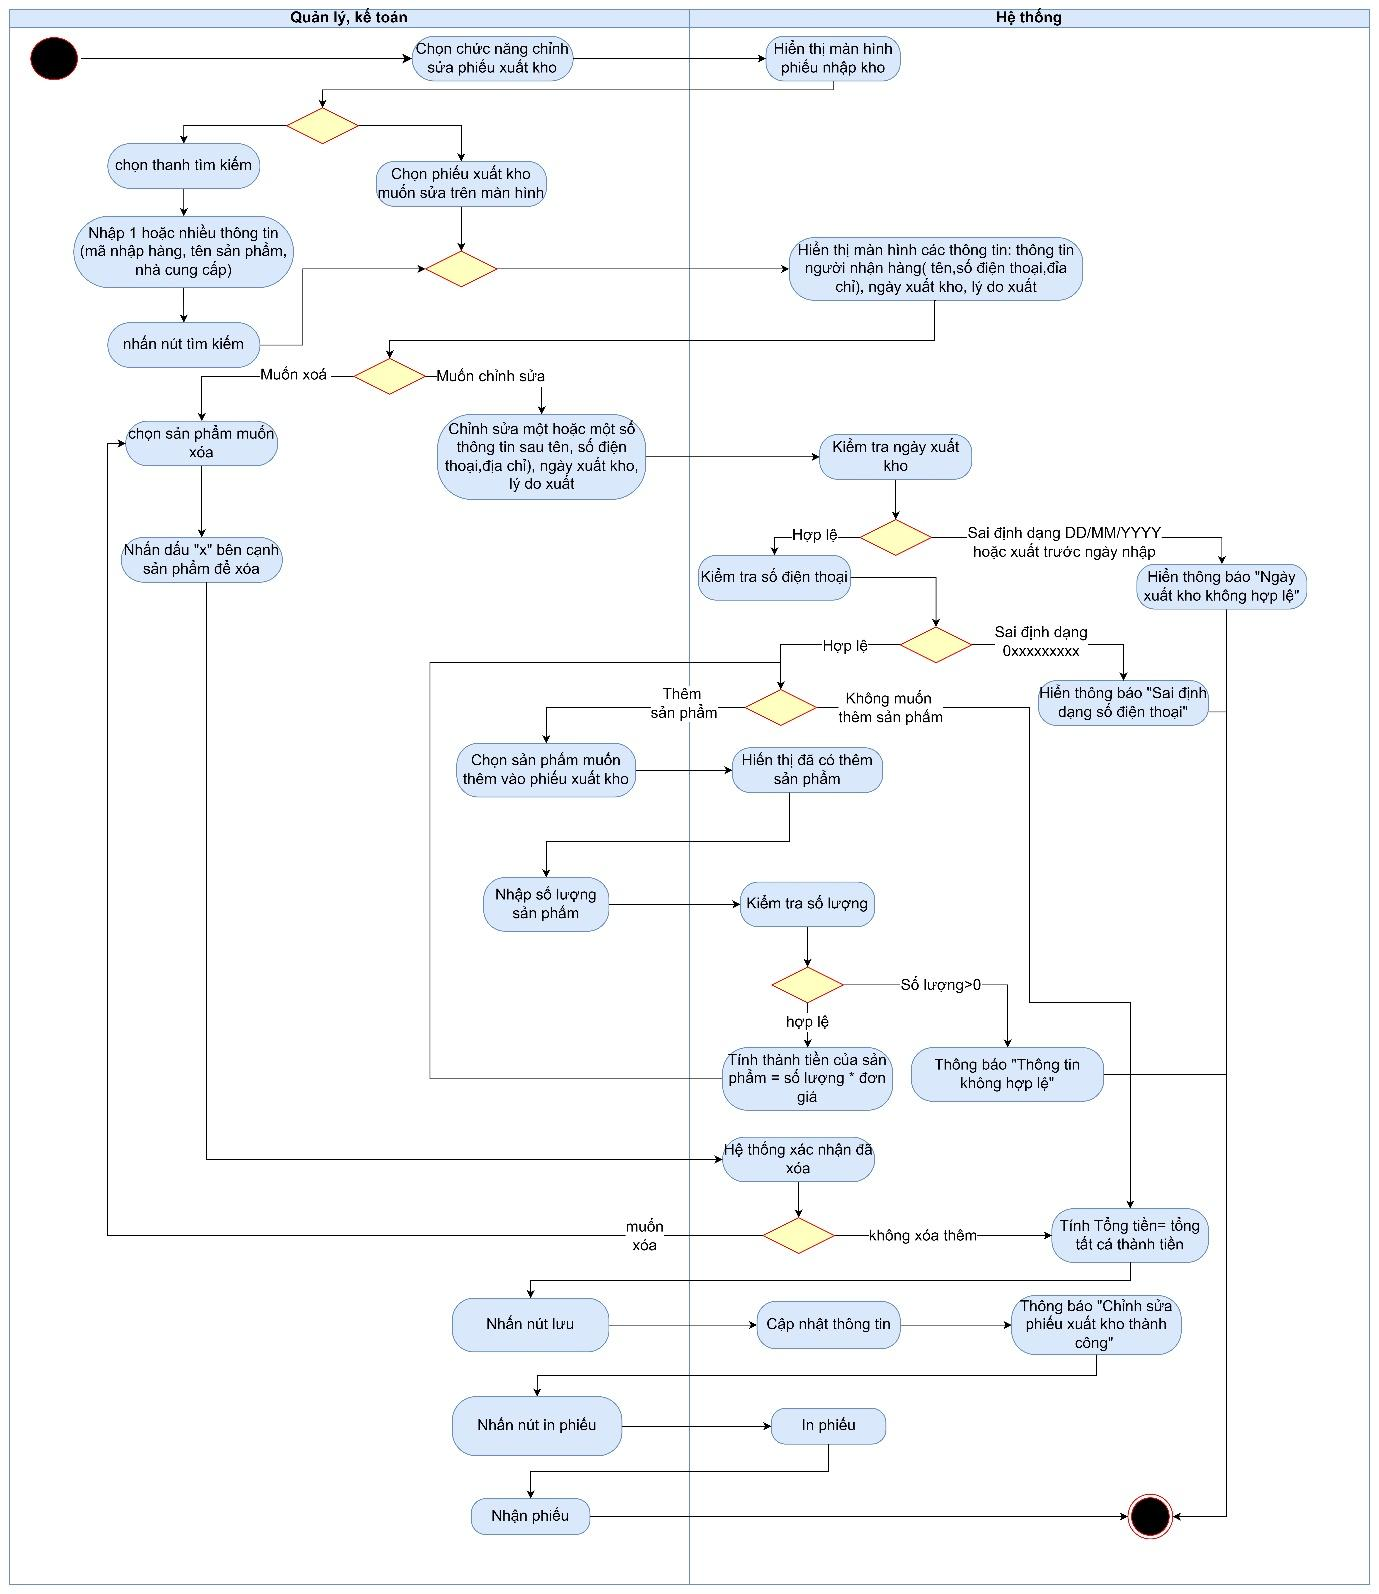 Quản lý, kế toán
Hệ thống
Chọn chức năng chỉnh
sửa phiếu xuất kho
Hiển thị màn hình
phiếu nhập kho
chọn thanh tìm kiếm
Chọn phiếu xuất kho
muốn sửa trên màn hình
Nhập 1 hoặc nhiều thông tin
(mã nhập hàng, tên sản phẩm,
nhà cung cấp)
Hiển thị màn hình các thông tin: thông tin
người nhận hàng( tên,số điện thoại,địa
chỉ), ngày xuất kho, lý do xuất
nhấn nút tìm kiếm
Muốn xoá
Muốn chỉnh sửa
chọn sản phẩm muốn
xóa
Chỉnh sửa một hoặc một số
thông tin sau tên, số điện
thoại,địa chỉ), ngày xuất kho,
lý do xuất
Kiểm tra ngày xuất
kho
Hợp lệ
Sai định dạng DD/MM/YYYY
hoặc xuất trước ngày nhập
Nhấn dấu "x" bên cạnh
sản phẩm để xóa
Kiểm tra số điện thoại
Hiển thông báo "Ngày
xuất kho không hợp lệ"
Hợp lệ
Sai định dạng
0xxxxxxxxx
Thêm
sản phẩm
Không muốn
thêm sản phẩm
Hiển thông báo "Sai định
dạng số điện thoại"
Chọn sản phẩm muốn
thêm vào phiếu xuất kho
Hiển thị đã có thêm
sản phẩm
Nhập số lượng
sản phẩm
Kiểm tra số lượng
Số lượng>0
hợp lệ
Tính thành tiền của sản
phẩm = số lượng * đơn
giá
Thông báo "Thông tin
không hợp lệ"
Hệ thống xác nhận đã
xóa
muốn
xóa
không xóa thêm
Tính Tổng tiền= tổng
tất cả thành tiền
Nhấn nút lưu
Cập nhật thông tin
Thông báo "Chỉnh sửa
phiếu xuất kho thành
công"
Nhấn nút in phiếu
In phiếu
Nhận phiếu